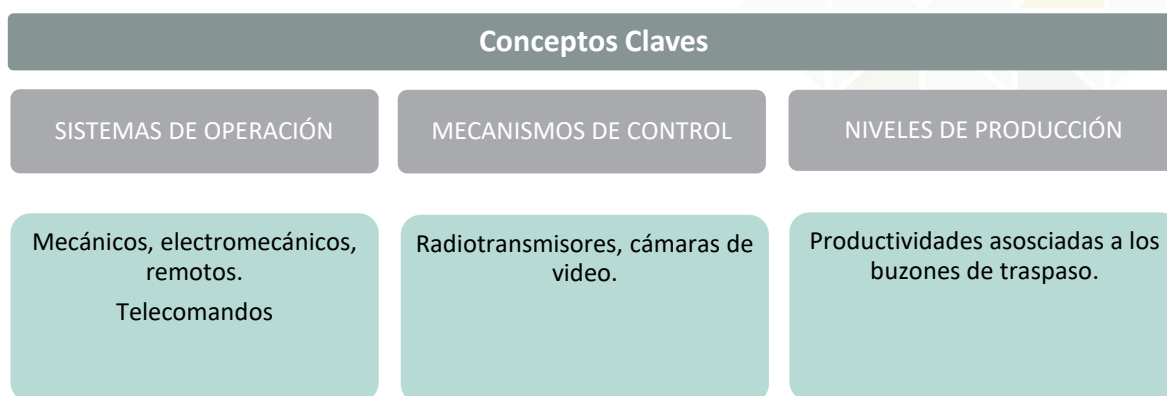 Conceptos Claves
SISTEMAS DE OPERACIÓN
MECANISMOS DE CONTROL
NIVELES DE PRODUCCIÓN
Mecánicos, electromecánicos,
remotos.
Telecomandos
Radiotransmisores, cámaras de
video.
Productividades asosciadas a los
buzones de traspaso.